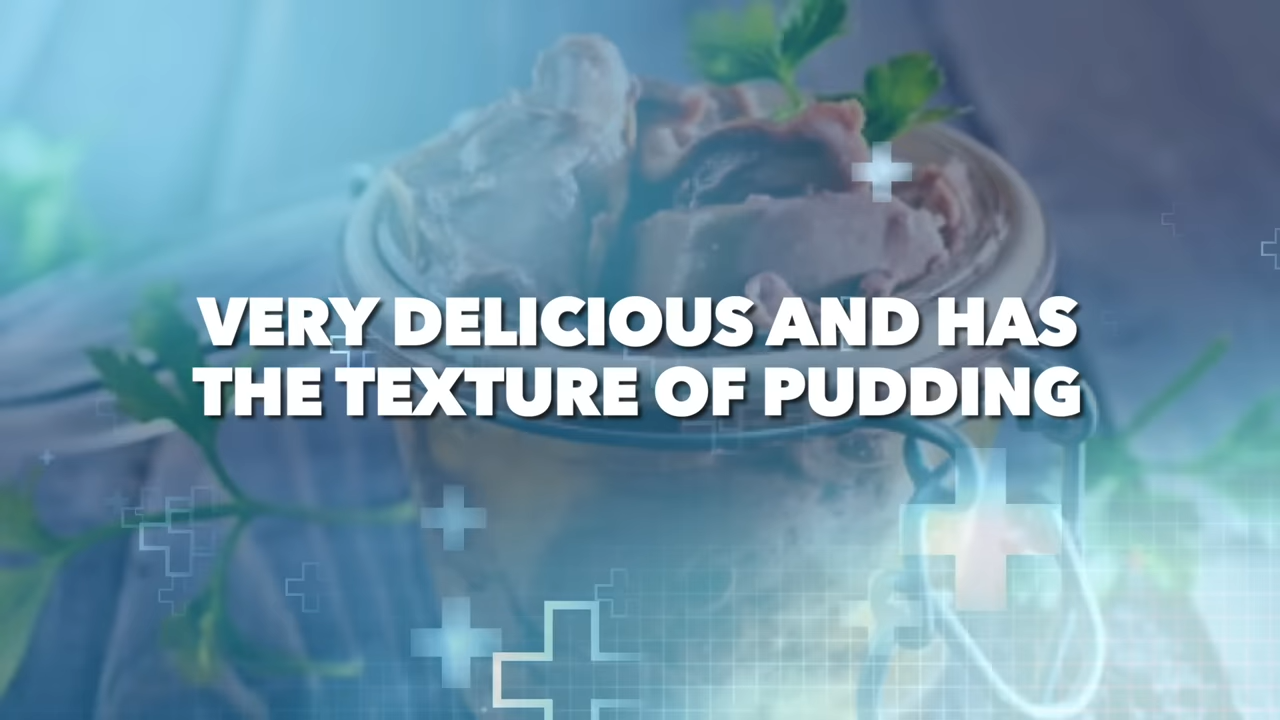 VERY DELICIOUS AND HAS
THE TEXTURE OF PUDDING